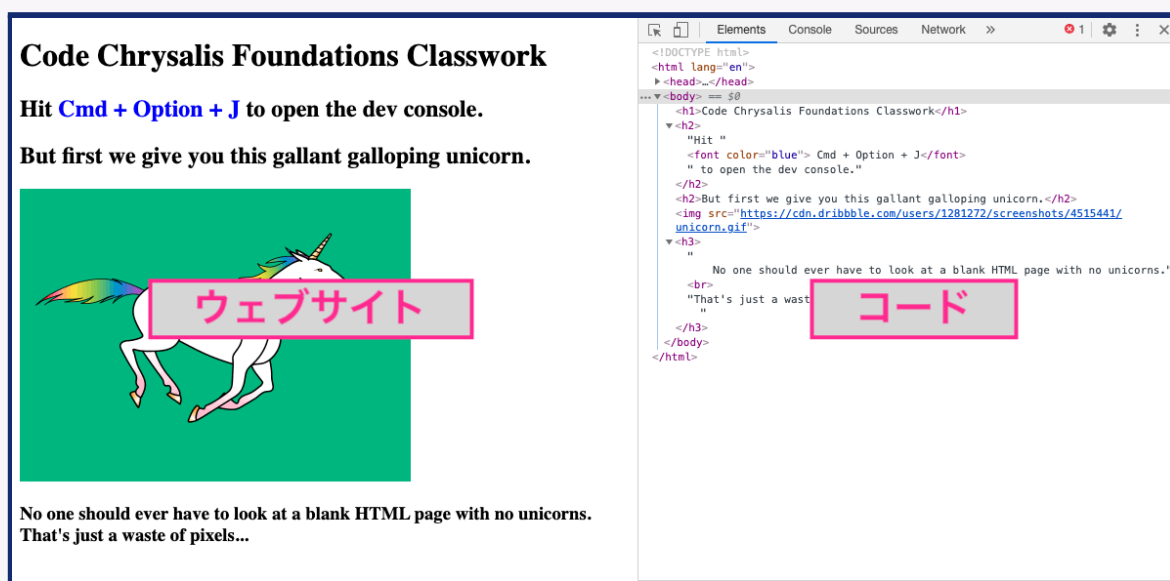 Code Chrysalis Foundations Classwork
Hit Cmd + Option + J to open the dev console.
But first we give you this gallant galloping unicorn.
ウェブサイト
No one should ever have to look at a blank HTML page with no unicorns.
That's just a waste of pixels...
Elements Console Sources Network » 1
<!DOCTYPE html>
<html lang="en">
<head>…</head>
<body> == $0
<h1>Code Chrysalis Foundations Classwork</h1>
<h2>
"Hit "
<font color="blue"> Cmd + Option + J</font>
" to open the dev console."
</h2>
<h2>But first we give you this gallant galloping unicorn.</h2>
<img src="https://cdn.dribbble.com/users/1281272/screenshots/4515441/
unicorn.gif">
<h3>
"
No one should ever have to look at a blank HTML page with no unicorns."
<br>
"That's just a wast
"
コード
</h3>
</body>
</html>